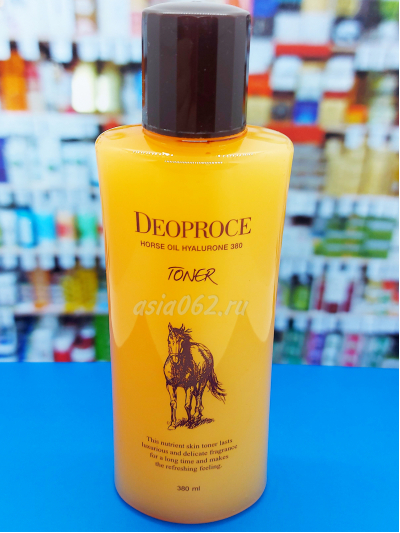 DEOPROCE
HORSE OIL HYALURONE 380
TONER
asia062.ru
This nutrient skin toner lasts
luxurious and delicate fragrance
for a long time and makes
the refreshing feeling.
380 ml